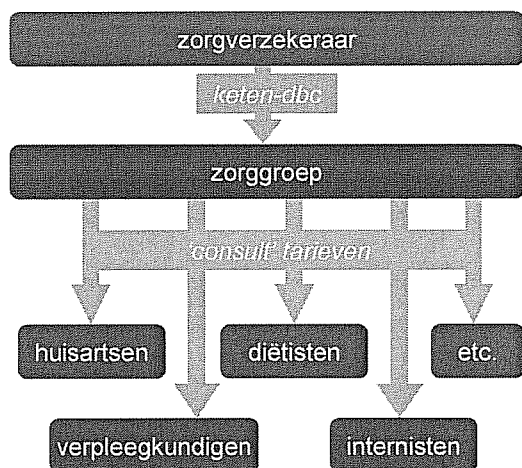 zorgverzekeraar
keten-dbc
zorggroep
'consult' tarieven
huisartsen
diëtisten
etc.
verpleegkundigen
internisten